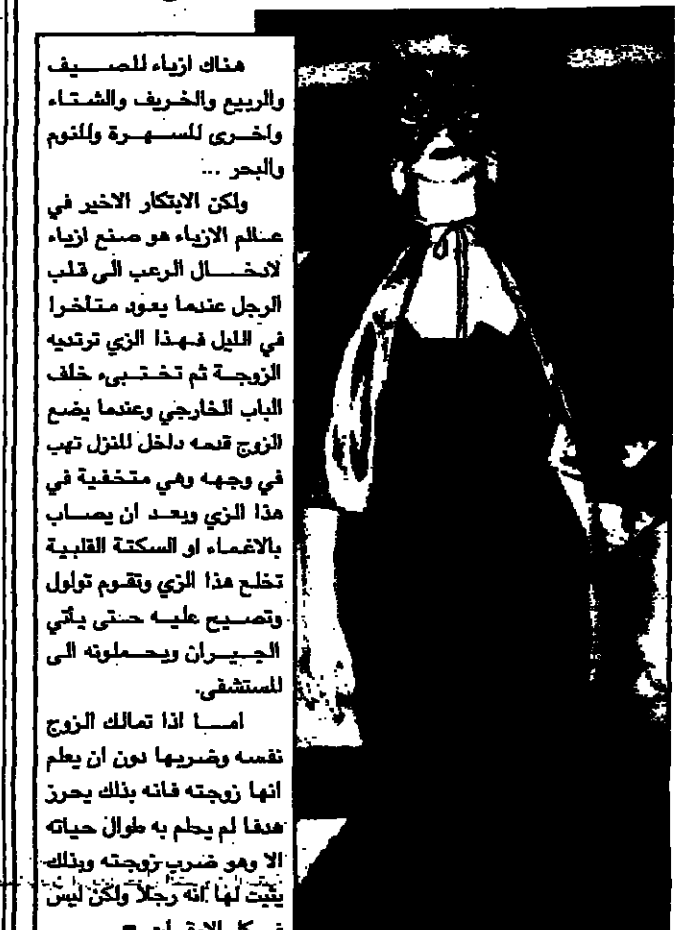 هناك ازياء للصيف
والربيع والخريف والشتاء
واخرى للسهرة وللنوم
والبحر ...
ولكن الابتكار الاخير في
عالم الازياء هو صنع ازياء
لادخال الرعب الى قلب
الرجل عندما يعود متاخرا
في الليل فهذا الزي ترتديه
الزوجة ثم تختبىء خلف
الباب الخارجي وعندما يضع
الزوج قدمه داخل المنزل تهب
في وجهه وهي متخفية في
هذا الزي وبعد ان يصاب
بالاغماء او السكتة القلبية
تخلع هذا الزي وتقوم تولول
وتصيح عليه حتى يأتي
الجيران ويحملونه الى
المستشفى.
اما اذا تمالك الزوج
نفسه وضربها دون ان يعلم
انها زوجته فانه بذلك يحرز
هدفا لم يحلم به طوال حياته
الا وهو ضرب زوجته وبذلك
يثبت لها انه رجلا ولكن ليس